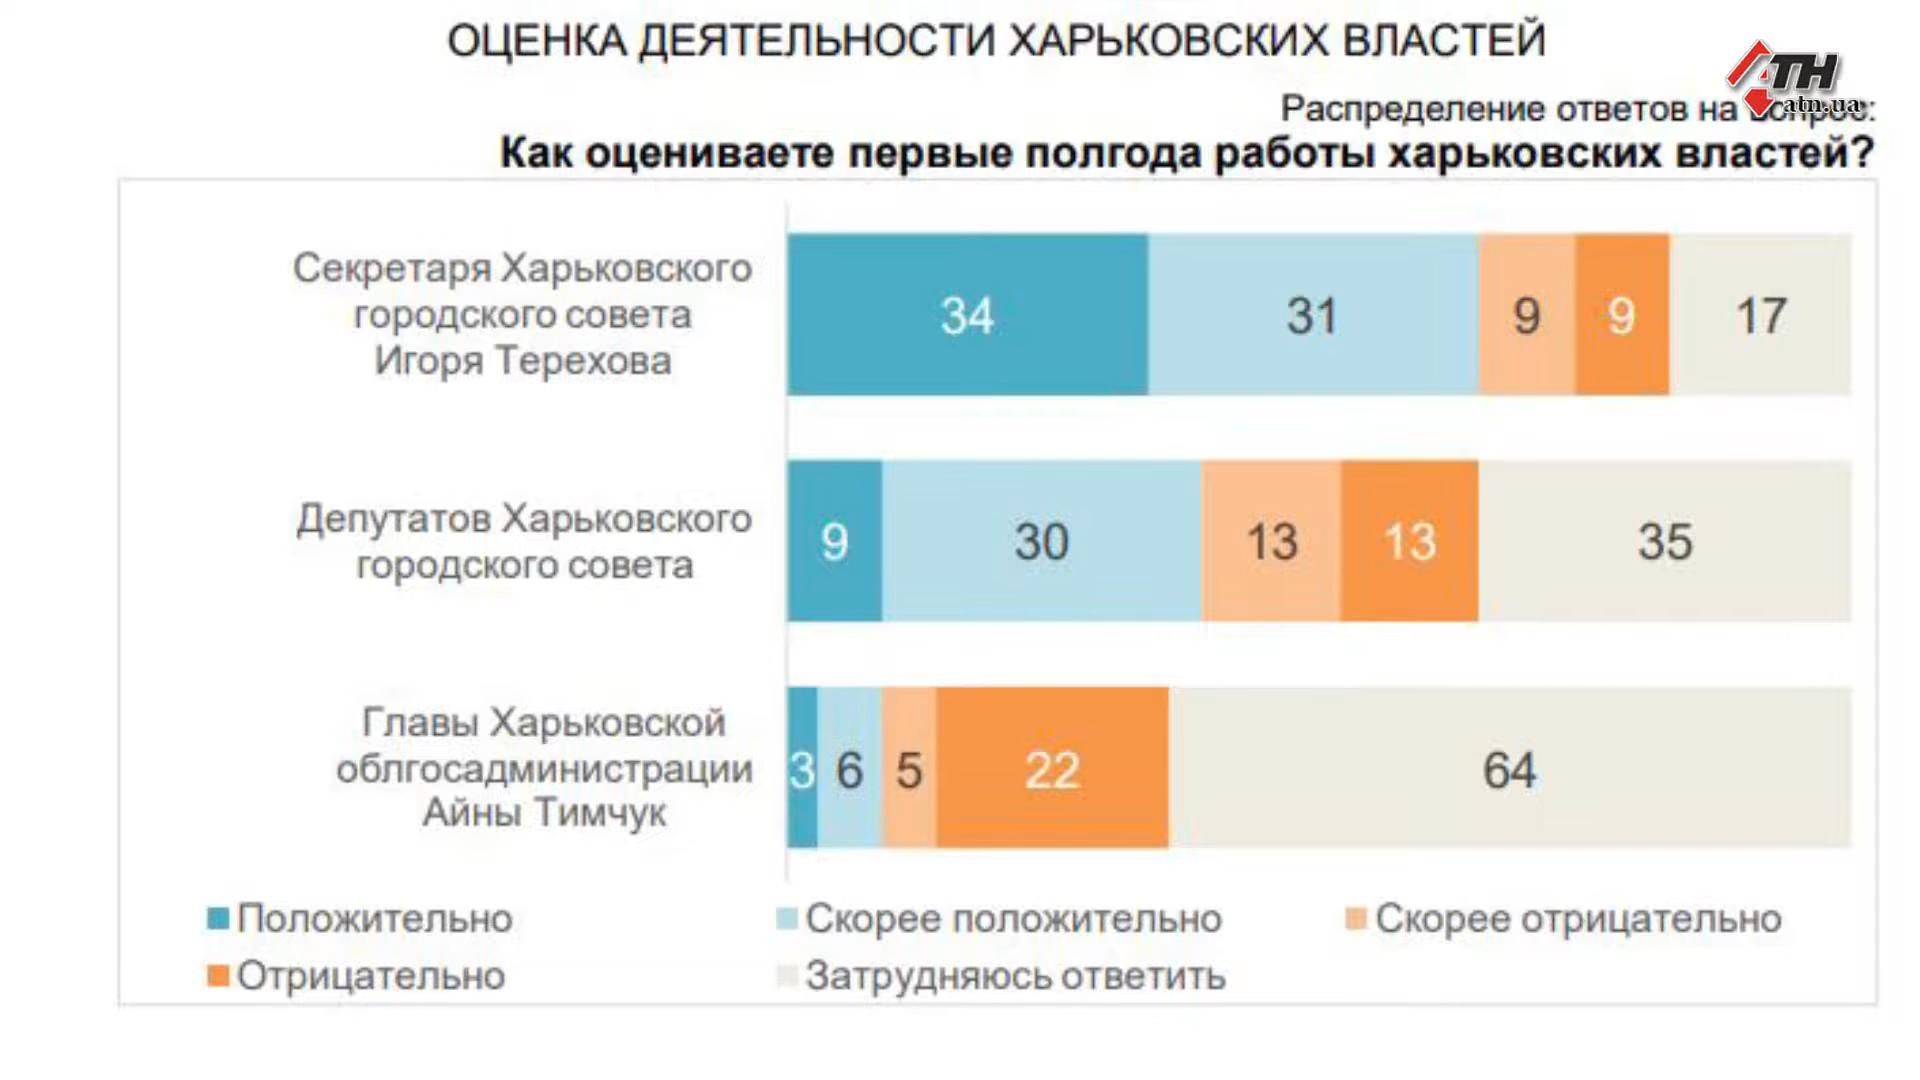 ОЦЕНКА ДЕЯТЕЛЬНОСТИ ХАРЬКОВСКИХ ВЛАСТЕЙ
АТН
atn.ua
Распределение ответов на вопрос:
Как оцениваете первые полгода работы харьковских властей?
Секретаря Харьковского
городского совета
Игоря Терехова
34 31 9 9 17
Депутатов Харьковского
городского совета
9 30 13 13 35
Главы Харьковской
облгосадминистрации
Айны Тимчук
3 6 5 22 64
Положительно Скорее положительно Скорее отрицательно
Отрицательно Затрудняюсь ответить